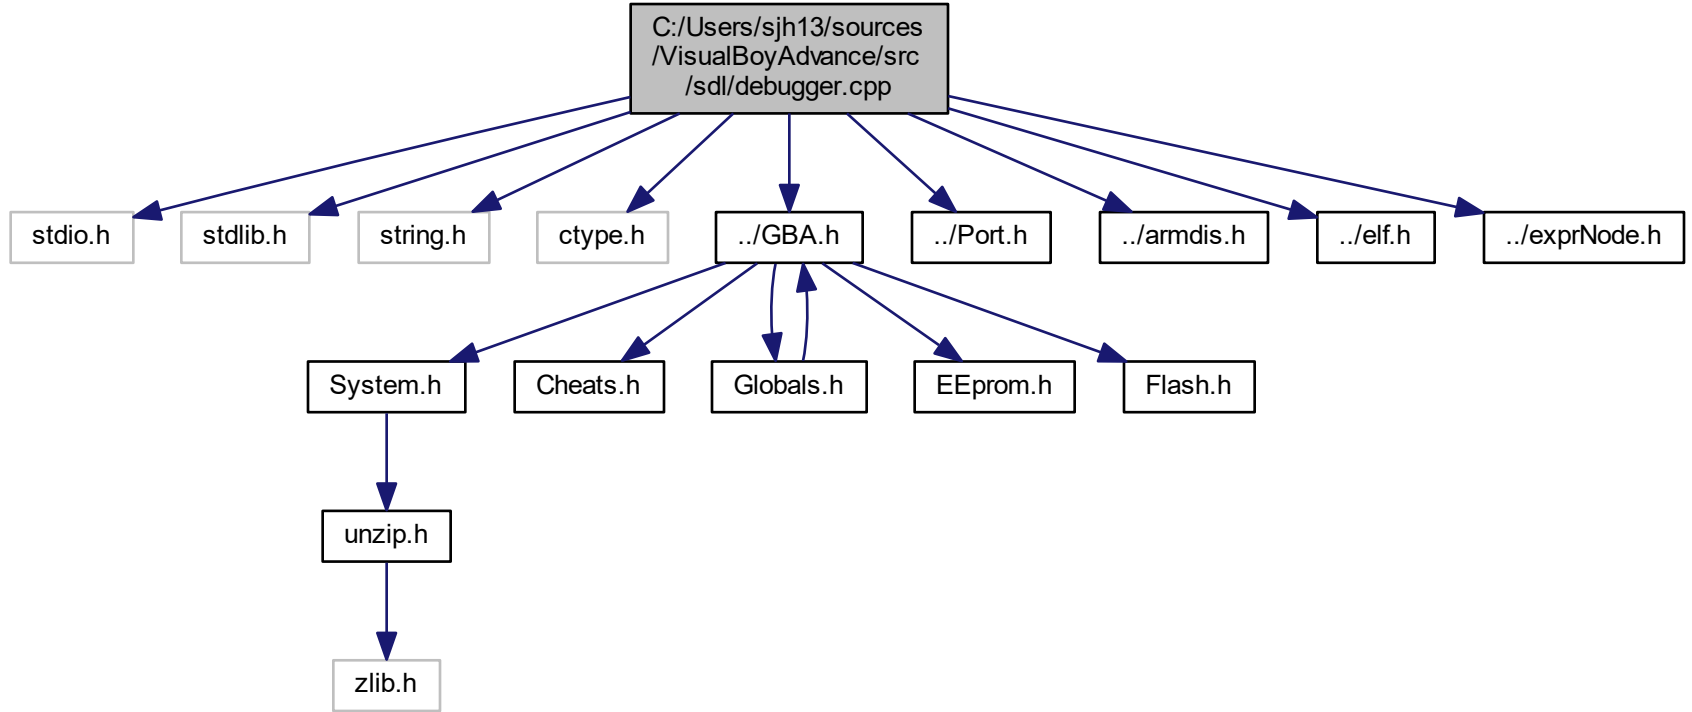 C:/Users/sjh13/sources
/VisualBoyAdvance/src
/sdl/debugger.cpp
stdio.h
stdlib.h
string.h
ctype.h
../GBA.h
../Port.h
../armdis.h
../elf.h
../exprNode.h
System.h
Cheats.h
Globals.h
EEprom.h
Flash.h
unzip.h
zlib.h